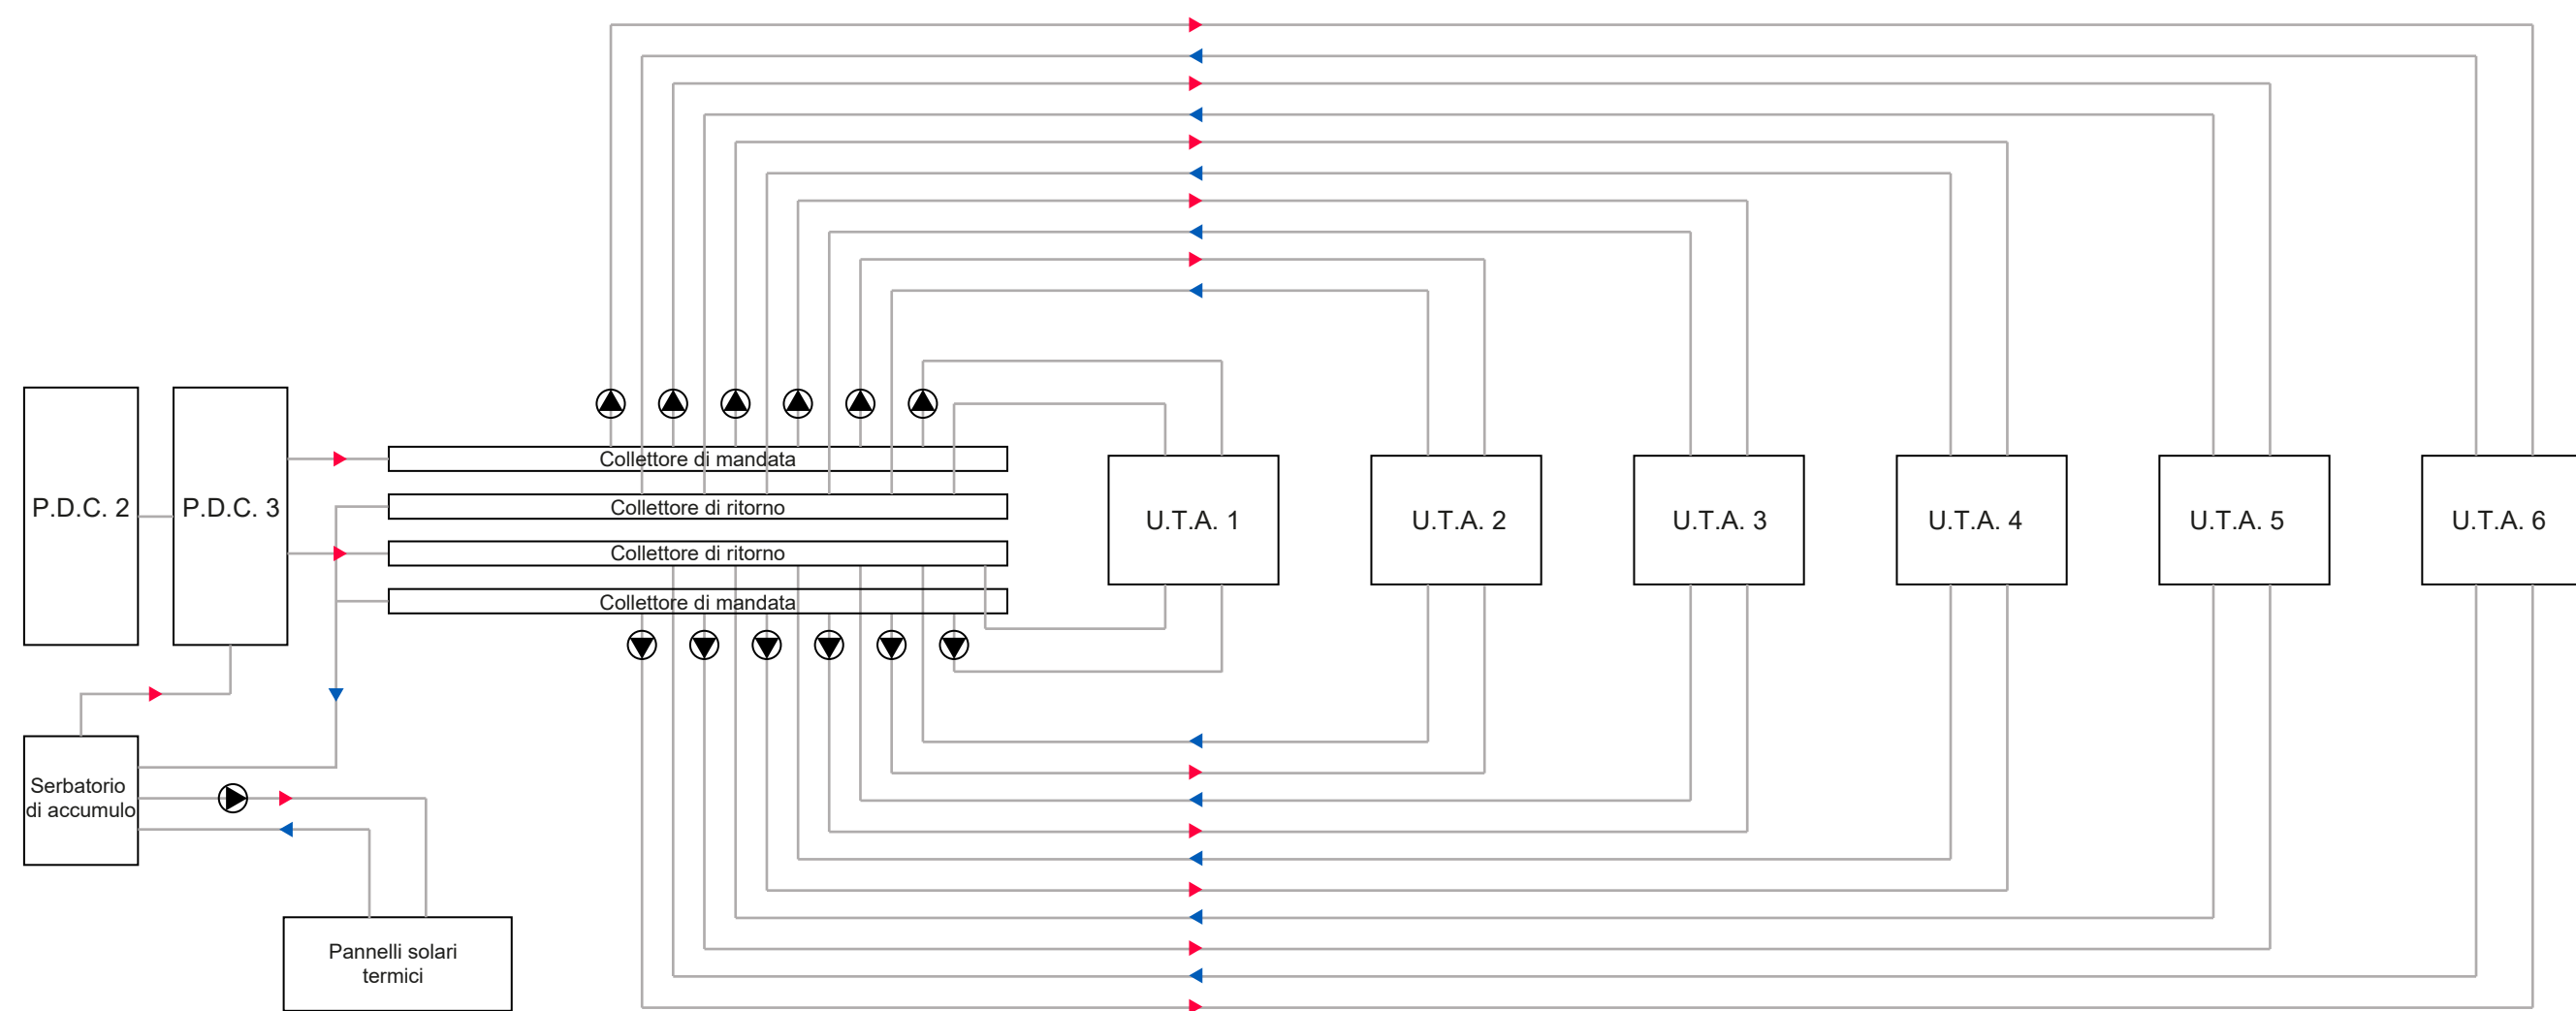 P.D.C. 2
P.D.C. 3
Collettore di mandata
Collettore di ritorno
Collettore di ritorno
Collettore di mandata
U.T.A. 1
U.T.A. 2
U.T.A. 3
U.T.A. 4
U.T.A. 5
U.T.A. 6
Serbatorio
di accumulo
Pannelli solari
termici